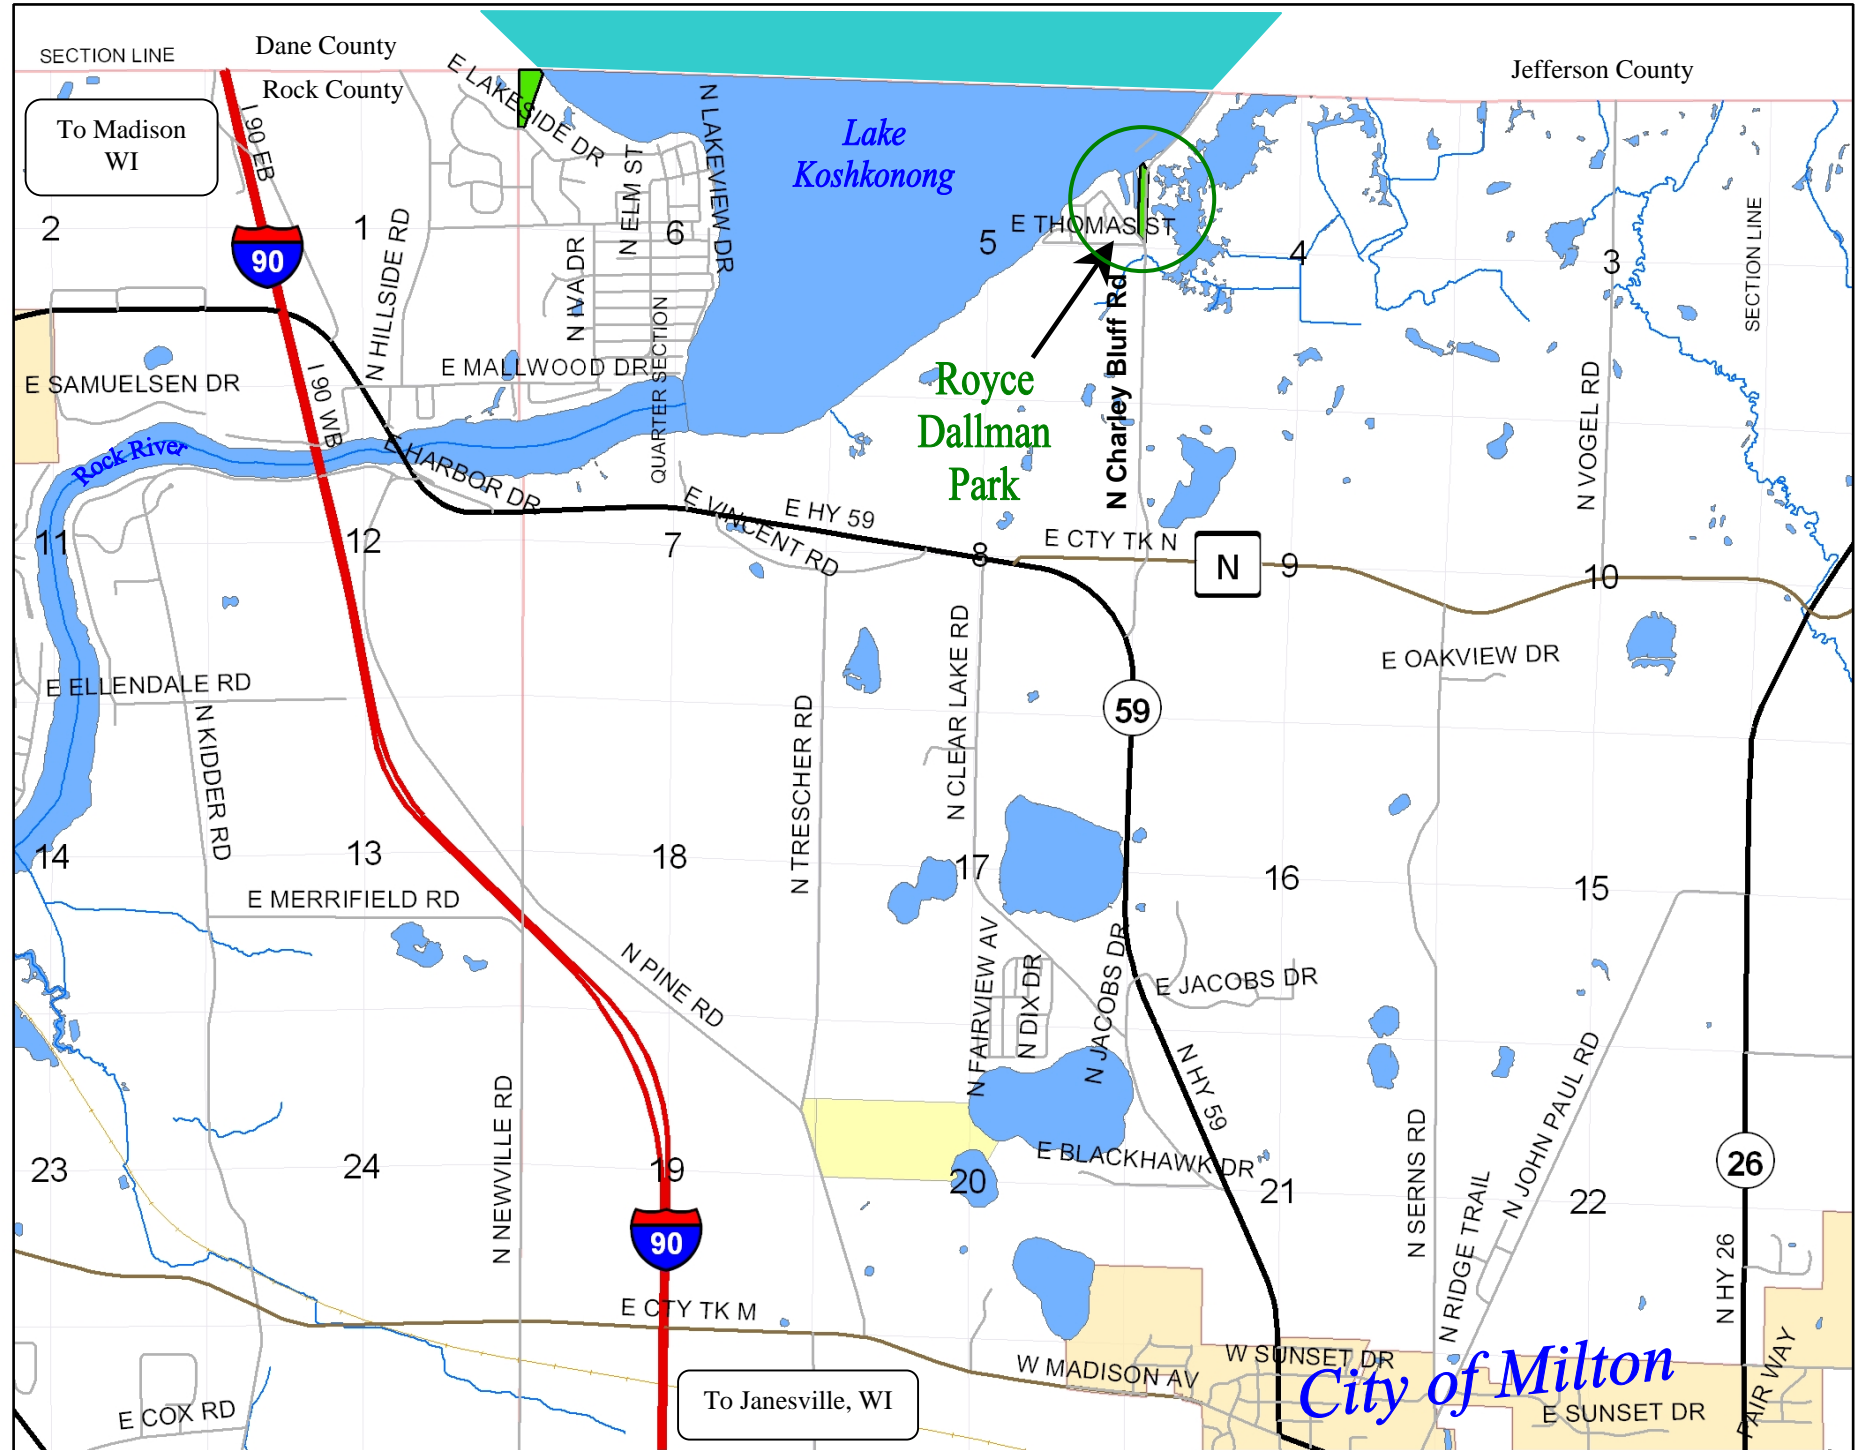 SECTION LINE
Dane County
Rock County
Jefferson County
To Madison
WI
I 90 EB
E LAKESIDE DR
N LAKEVIEW DR
Lake
Koshkonong
N ELM ST
N IVA DR
N HILLSIDE RD
2
1
6
5
4
3
90
E THOMAS ST
SECTION LINE
N Charley Bluff Rd
Royce
Dallman
Park
N VOGEL RD
E SAMUELSEN DR
I 90 WB
E MALLWOOD DR
QUARTER SECTION
Rock River
E HARBOR DR
E VINCENT RD
E HY 59
E CTY TK N
N
11
12
7
8
9
10
E ELLENDALE RD
N KIDDER RD
N TRESCHER RD
N CLEAR LAKE RD
59
E OAKVIEW DR
14
13
18
17
16
15
E MERRIFIELD RD
N PINE RD
N FAIRVIEW AV
N DIX DR
N JACOBS DR
E JACOBS DR
N HY 59
N JOHN PAUL RD
N NEWVILLE RD
N SERNS RD
N RIDGE TRAIL
E BLACKHAWK DR
23
24
19
20
21
22
26
90
N HY 26
E CTY TK M
W MADISON AV
W SUNSET DR
City of Milton
FAIR WAY
E SUNSET DR
E COX RD
To Janesville, WI